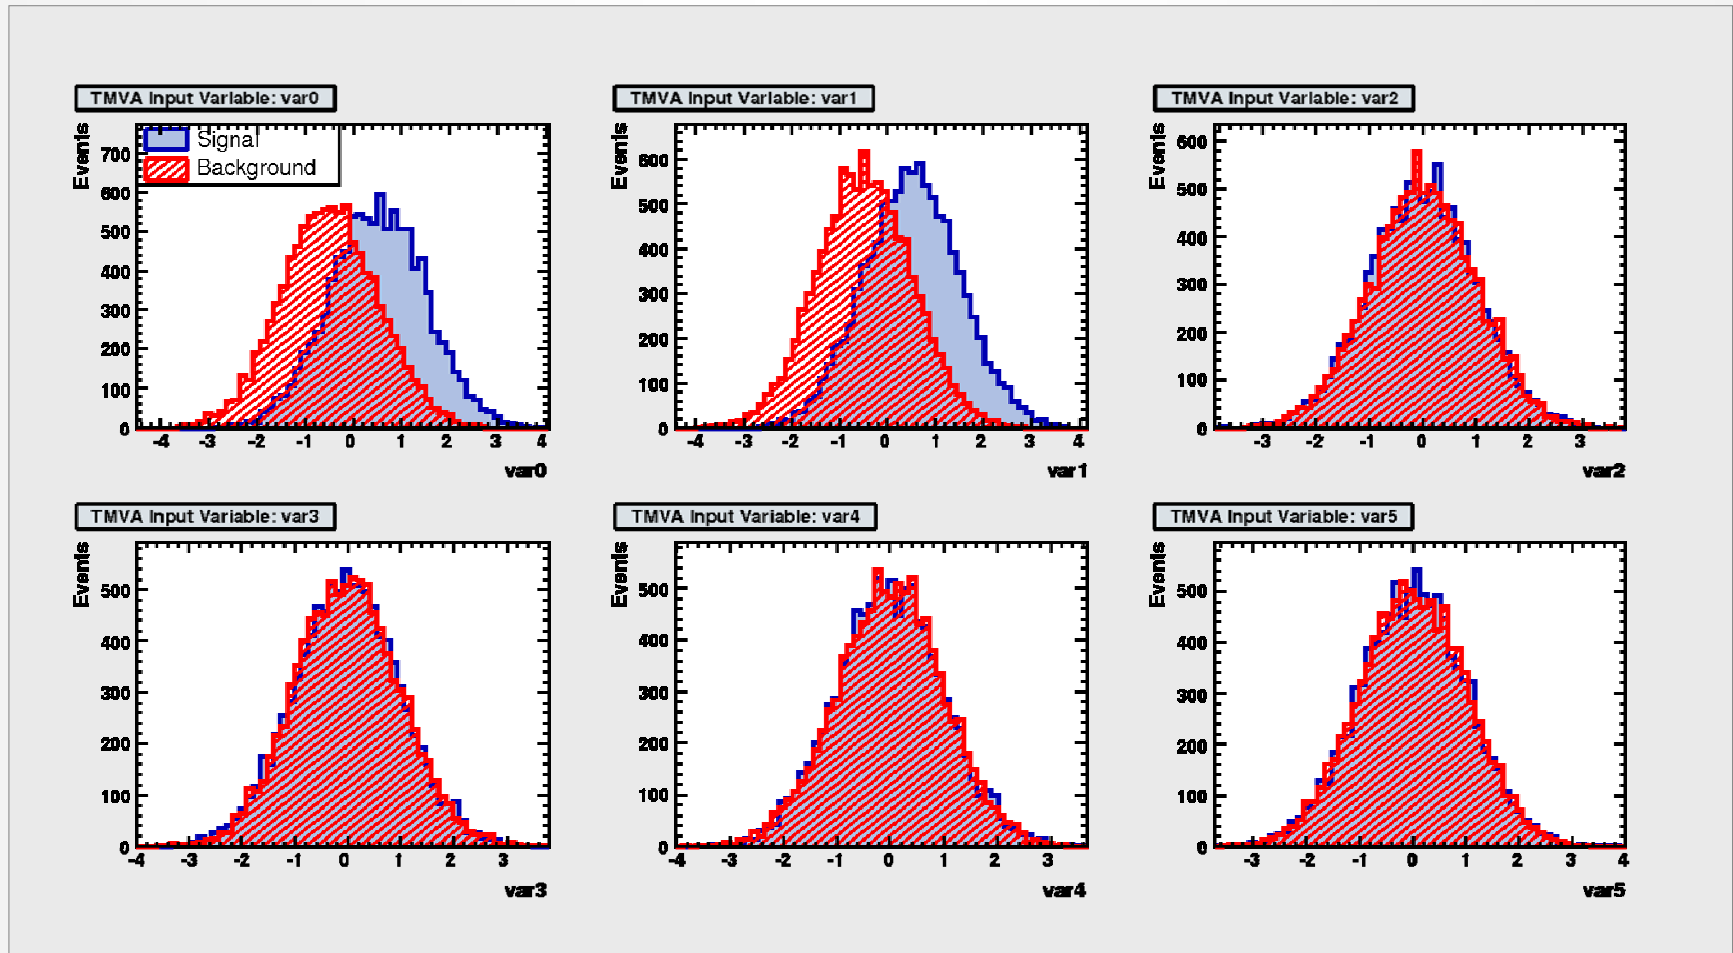 TMVA Input Variable: var0
Events
Signal
Background
700
600
500
400
300
200
100
0
-4 -3 -2 -1 0 1 2 3 4
var0
TMVA Input Variable: var1
Events
600
500
400
300
200
100
0
-4 -3 -2 -1 0 1 2 3 4
var1
TMVA Input Variable: var2
Events
600
500
400
300
200
100
0
-3 -2 -1 0 1 2 3
var2
TMVA Input Variable: var3
Events
500
400
300
200
100
0
-4 -3 -2 -1 0 1 2 3
var3
TMVA Input Variable: var4
Events
500
400
300
200
100
0
-4 -3 -2 -1 0 1 2 3
var4
TMVA Input Variable: var5
Events
500
400
300
200
100
0
-3 -2 -1 0 1 2 3 4
var5